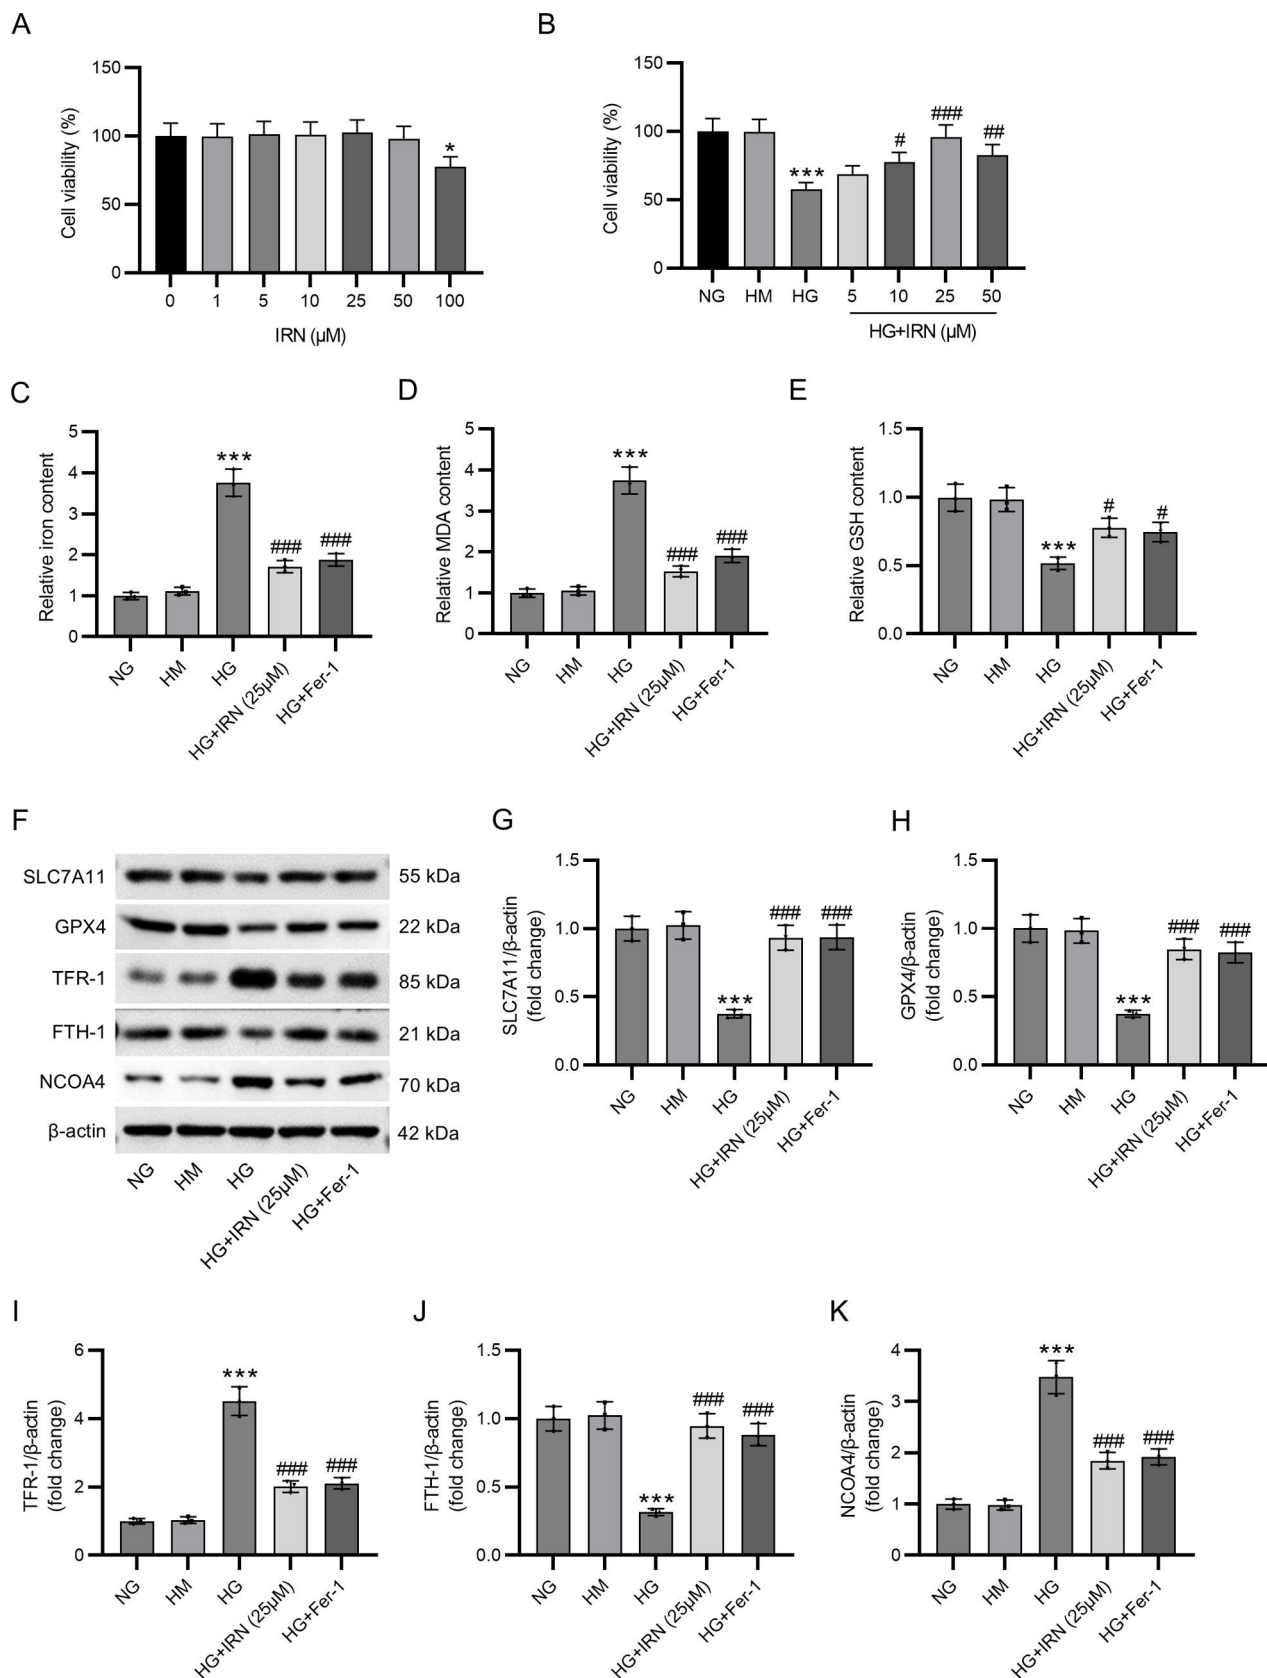 A
Cell viability (%)
150
100
50
0
*
0 1 5 10 25 50 100
IRN (µM)
B
Cell viability (%)
150
100
50
0
***
#
###
##
NG HM HG 5 10 25 50
HG+IRN (µM)
C
Relative iron content
5
4
3
2
1
0
***
###
###
NG
HM
HG
HG+IRN (25µM)
HG+Fer-1
D
Relative MDA content
5
4
3
2
1
0
***
###
###
NG
HM
HG
HG+IRN (25µM)
HG+Fer-1
E
Relative GSH content
1.5
1.0
0.5
0.0
***
#
#
NG
HM
HG
HG+IRN (25µM)
HG+Fer-1
F
SLC7A11 55 kDa
GPX4 22 kDa
TFR-1 85 kDa
FTH-1 21 kDa
NCOA4 70 kDa
β-actin 42 kDa
NG
HM
HG
HG+IRN (25µM)
HG+Fer-1
G
SLC7A11/β-actin
(fold change)
1.5
1.0
0.5
0.0
***
###
###
NG
HM
HG
HG+IRN (25µM)
HG+Fer-1
H
GPX4/β-actin
(fold change)
1.5
1.0
0.5
0.0
***
###
###
NG
HM
HG
HG+IRN (25µM)
HG+Fer-1
I
TFR-1/β-actin
(fold change)
6
4
2
0
***
###
###
NG
HM
HG
HG+IRN (25µM)
HG+Fer-1
J
FTH-1/β-actin
(fold change)
1.5
1.0
0.5
0.0
***
###
###
NG
HM
HG
HG+IRN (25µM)
HG+Fer-1
K
NCOA4/β-actin
(fold change)
4
3
2
1
0
***
###
###
NG
HM
HG
HG+IRN (25µM)
HG+Fer-1